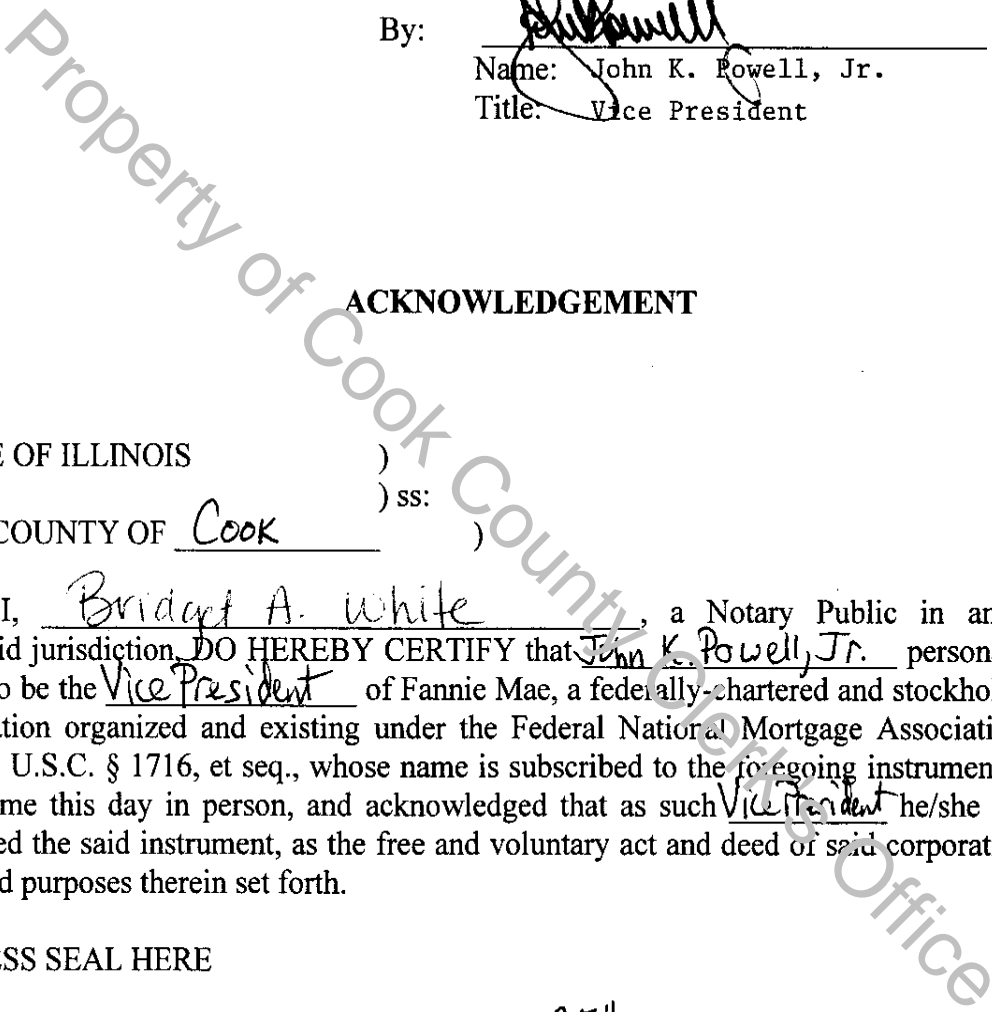 By:
Name: John K. Powell, Jr.
Title: Vice President
ACKNOWLEDGEMENT
E OF ILLINOIS )
) ss:
COUNTY OF Cook )
I, Bridget A. White, a Notary Public in an
id jurisdiction, DO HEREBY CERTIFY that John K. Powell, Jr. person
o be the Vice President of Fannie Mae, a federally-chartered and stockhol
tion organized and existing under the Federal National Mortgage Associati
U.S.C. § 1716, et seq., whose name is subscribed to the foregoing instrumen
me this day in person, and acknowledged that as such Vice President he/she
ed the said instrument, as the free and voluntary act and deed of said corporat
d purposes therein set forth.
SS SEAL HERE
Property of Cook County Clerk's Office